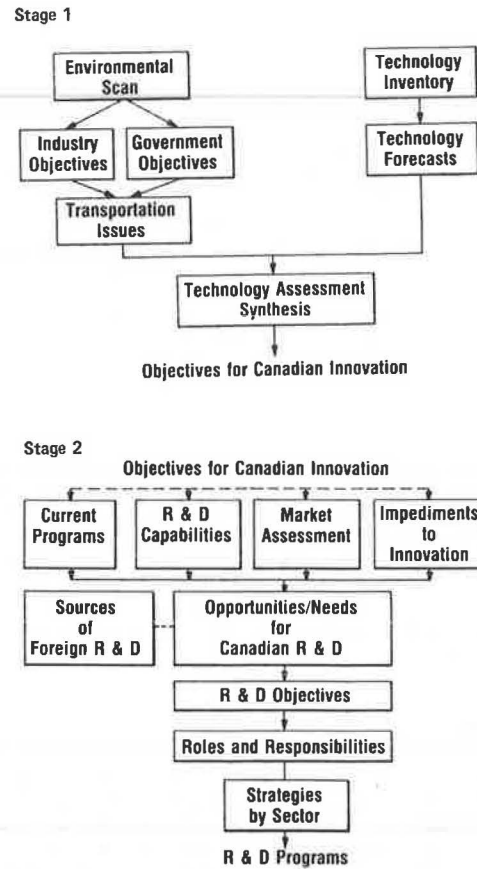 Stage 1
Environmental
Scan
Technology
Inventory
Industry
Objectives
Government
Objectives
Technology
Forecasts
Transportation
Issues
Technology Assessment
Synthesis
Objectives for Canadian Innovation
Stage 2
Objectives for Canadian Innovation
Current
Programs
R & D
Capabilities
Market
Assessment
Impediments
to
Innovation
Sources
of
Foreign R & D
Opportunities/Needs
for
Canadian R & D
R & D Objectives
Roles and Responsibilities
Strategies
by Sector
R & D Programs